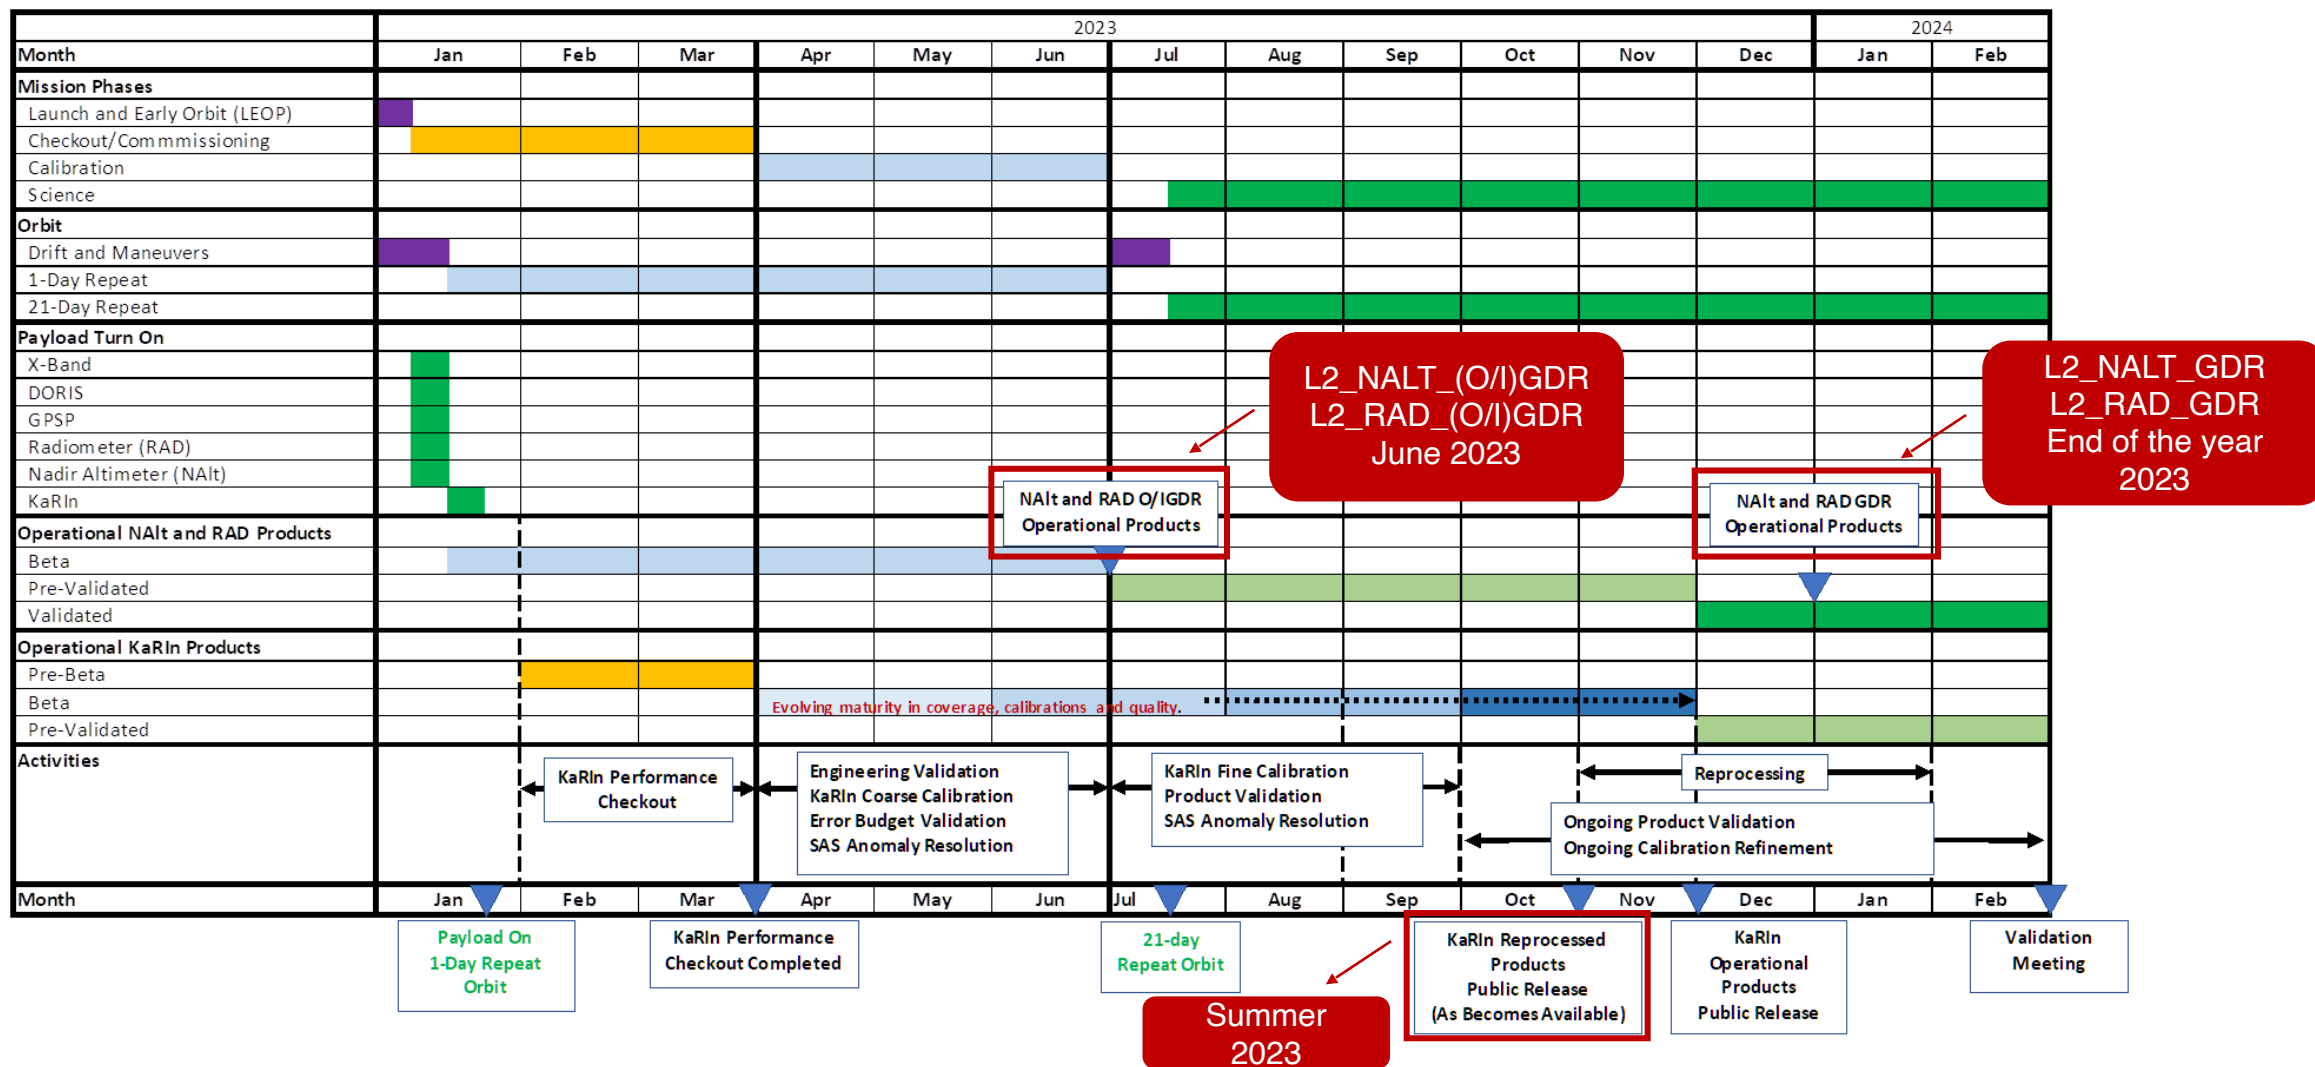 2023 2024
Month Jan Feb Mar Apr May Jun Jul Aug Sep Oct Nov Dec Jan Feb
Mission Phases
Launch and Early Orbit (LEOP)
Checkout/Commmissioning
Calibration
Science
Orbit
Drift and Maneuvers
1-Day Repeat
21-Day Repeat
Payload Turn On
X-Band
DORIS
GPSP
Radiometer (RAD)
Nadir Altimeter (NAlt)
KaRIn
L2_NALT_(O/I)GDR
L2_RAD_(O/I)GDR
June 2023
L2_NALT_GDR
L2_RAD_GDR
End of the year
2023
NAlt and RAD O/IGDR
Operational Products
NAlt and RAD GDR
Operational Products
Operational NAlt and RAD Products
Beta
Pre-Validated
Validated
Operational KaRIn Products
Pre-Beta
Beta
Evolving maturity in coverage, calibrations and quality.
Pre-Validated
Activities
KaRIn Performance
Checkout
Engineering Validation
KaRIn Coarse Calibration
Error Budget Validation
SAS Anomaly Resolution
KaRIn Fine Calibration
Product Validation
SAS Anomaly Resolution
Reprocessing
Ongoing Product Validation
Ongoing Calibration Refinement
Month Jan Feb Mar Apr May Jun Jul Aug Sep Oct Nov Dec Jan Feb
Payload On
1-Day Repeat
Orbit
KaRIn Performance
Checkout Completed
21-day
Repeat Orbit
Summer
2023
KaRIn Reprocessed
Products
Public Release
(As Becomes Available)
KaRIn
Operational
Products
Public Release
Validation
Meeting